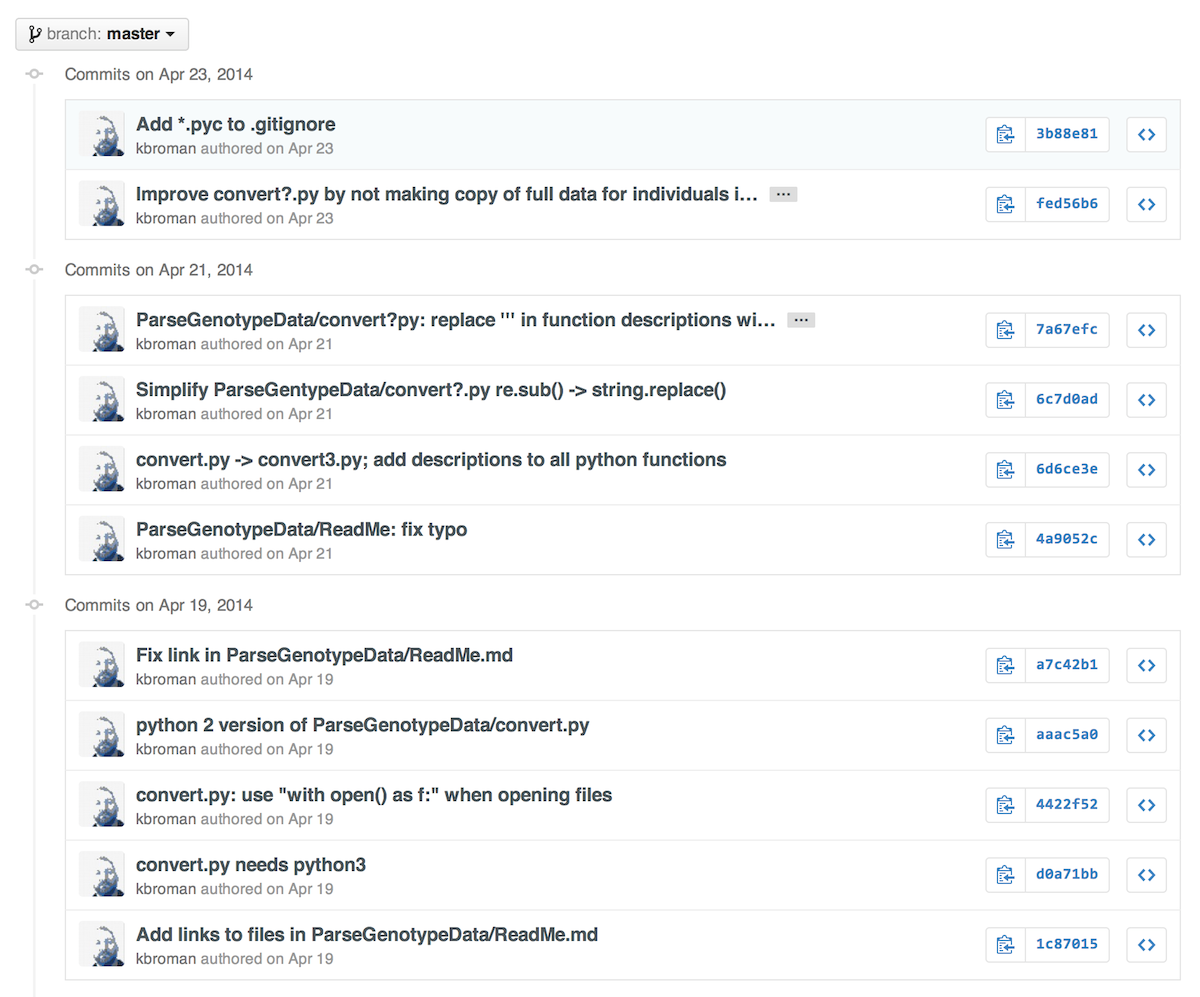 branch: master
Commits on Apr 23, 2014
Add *.pyc to .gitignore
3b88e81
kbroman authored on Apr 23
Improve convert?.py by not making copy of full data for individuals i… ...
fed56b6
kbroman authored on Apr 23
Commits on Apr 21, 2014
ParseGenotypeData/convert?py: replace ''' in function descriptions wi… ...
7a67efc
kbroman authored on Apr 21
Simplify ParseGentypeData/convert?.py re.sub() -> string.replace()
6c7d0ad
kbroman authored on Apr 21
convert.py -> convert3.py; add descriptions to all python functions
6d6ce3e
kbroman authored on Apr 21
ParseGenotypeData/ReadMe: fix typo
4a9052c
kbroman authored on Apr 21
Commits on Apr 19, 2014
Fix link in ParseGenotypeData/ReadMe.md
a7c42b1
kbroman authored on Apr 19
python 2 version of ParseGenotypeData/convert.py
aaac5a0
kbroman authored on Apr 19
convert.py: use "with open() as f:" when opening files
4422f52
kbroman authored on Apr 19
convert.py needs python3
d0a71bb
kbroman authored on Apr 19
Add links to files in ParseGenotypeData/ReadMe.md
1c87015
kbroman authored on Apr 19